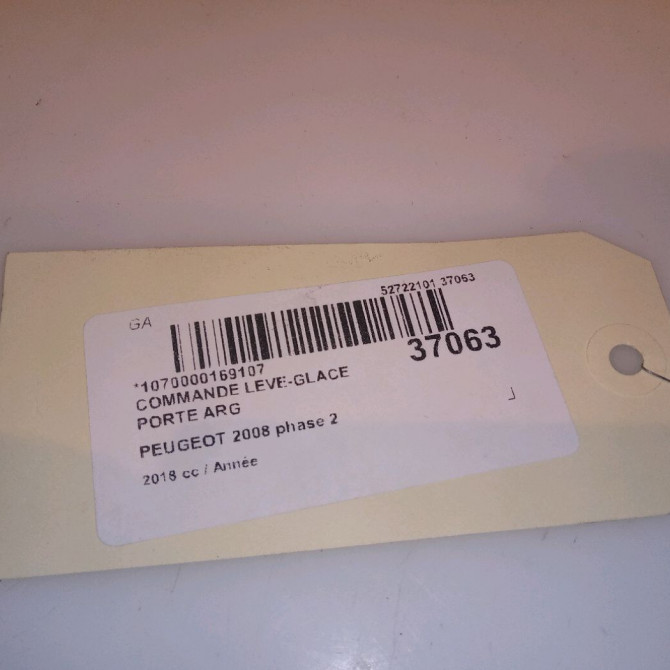 GA
52722101 37063
37063
*1070000169107
COMMANDE LEVE-GLACE
PORTE ARG
PEUGEOT 2008 phase 2
2018 cc / Année